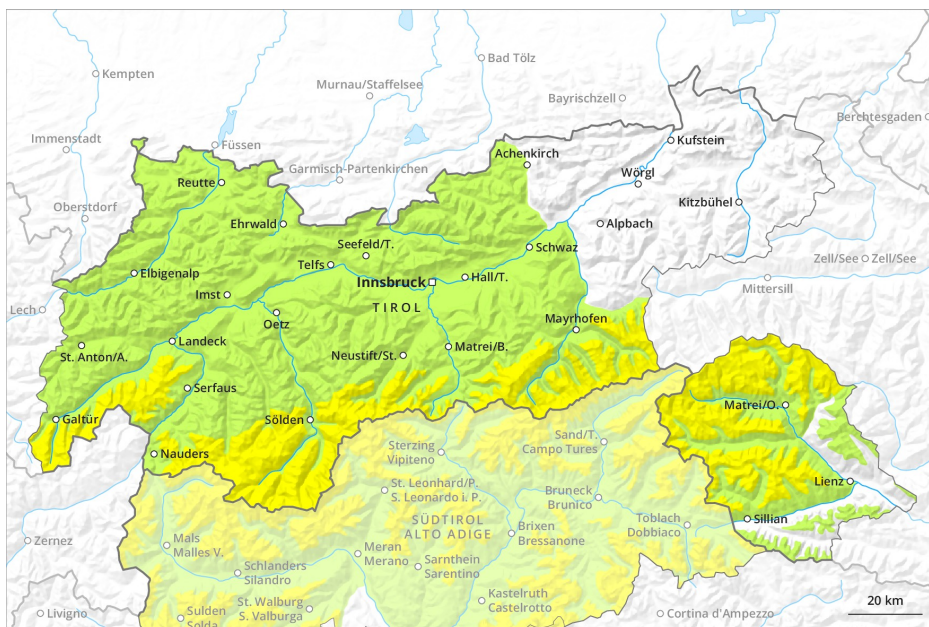 Bad Tölz
Kempten
Murnau/Staffelsee
Bayrischzell
Berchtesgaden
Immenstadt
Füssen
Kufstein
Achenkirch
Garmisch-Partenkirchen
Wörgl
Reutte
Kitzbühel
Oberstdorf
Ehrwald
Alpbach
Seefeld/T.
Schwaz
Zell/See
Zell/See
Telfs
Elbigenalp
Innsbruck
Hall/T.
Mittersill
Imst
Lech
TIROL
Oetz
Mayrhofen
Landeck
Matrei/B.
St. Anton/A.
Neustift/St.
Serfaus
Matrei/O.
Galtür
Sölden
Sand/T.
Campo Tures
Sterzing
Vipiteno
Nauders
Lienz
St. Leonhard/P.
S. Leonardo i. P.
Bruneck
Brunico
Sillian
Toblach
Dobbiaco
SÜDTIROL
ALTO ADIGE
Brixen
Bressanone
Zernez
Mals
Malles V.
Meran
Merano
Sarnthein
Sarentino
Schlanders
Silandro
Kastelruth
Castelrotto
St. Walburg
S. Valburga
20 km
Livigno
Sulden
Solda
Cortina d'Ampezzo